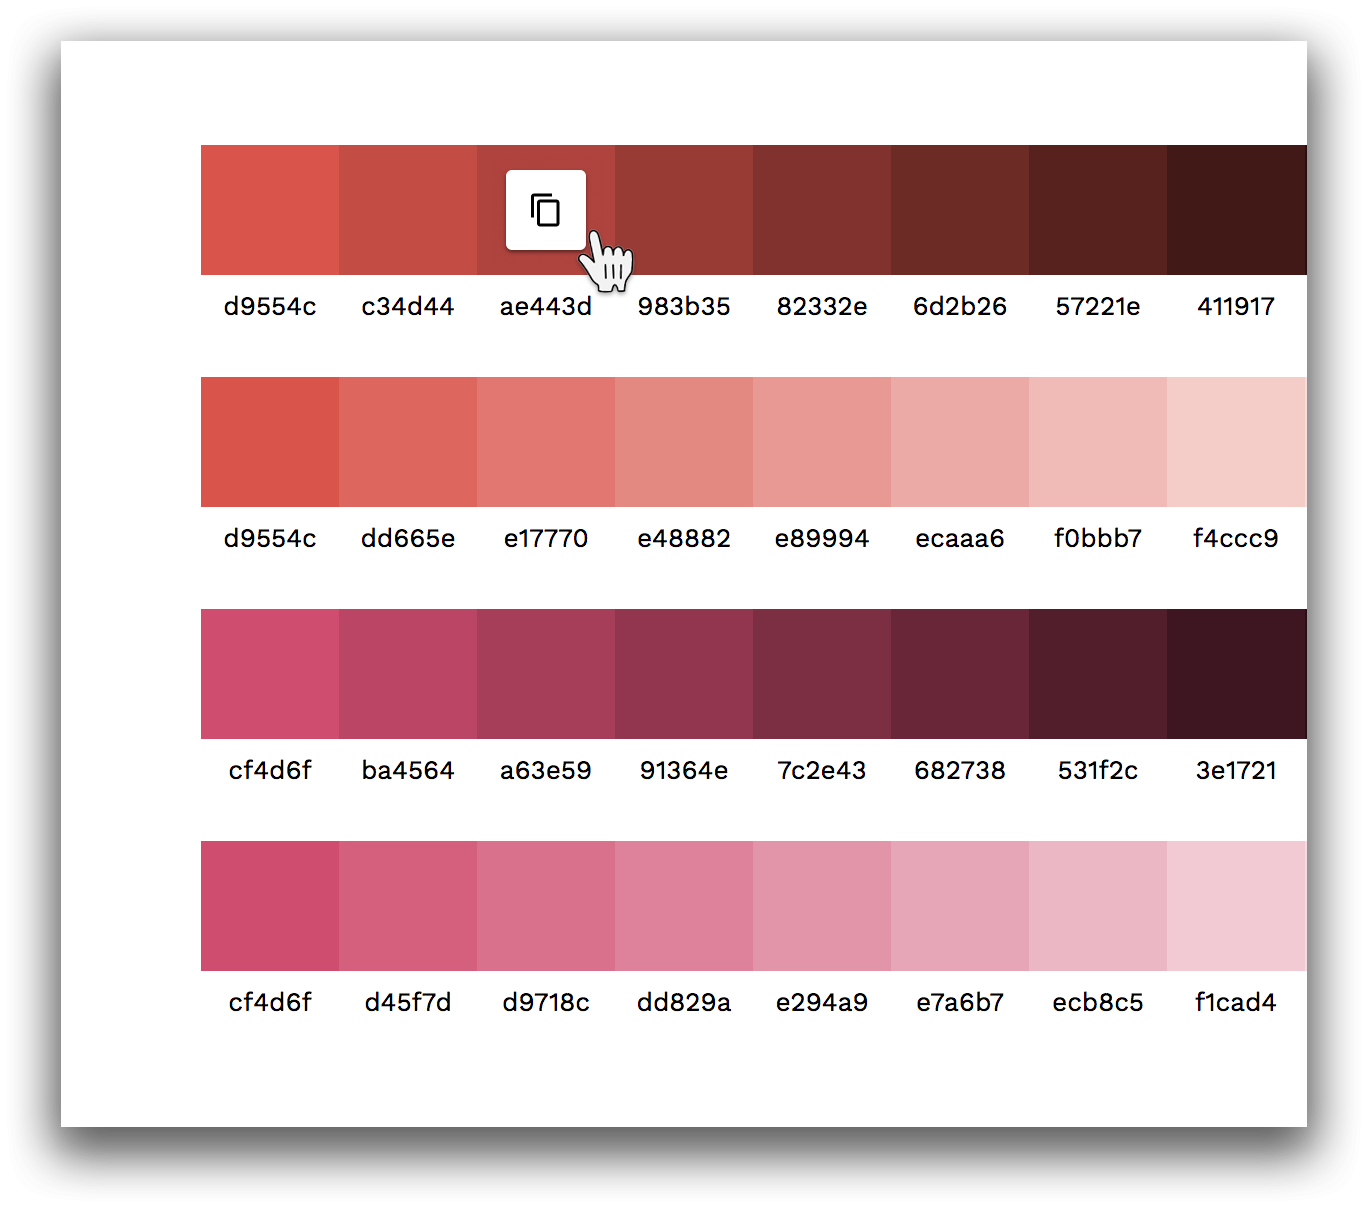 d9554c c34d44 ae443d 983b35 82332e 6d2b26 57221e 411917
d9554c dd665e e17770 e48882 e89994 ecaaa6 f0bbb7 f4ccc9
cf4d6f ba4564 a63e59 91364e 7c2e43 682738 531f2c 3e1721
cf4d6f d45f7d d9718c dd829a e294a9 e7a6b7 ecb8c5 f1cad4